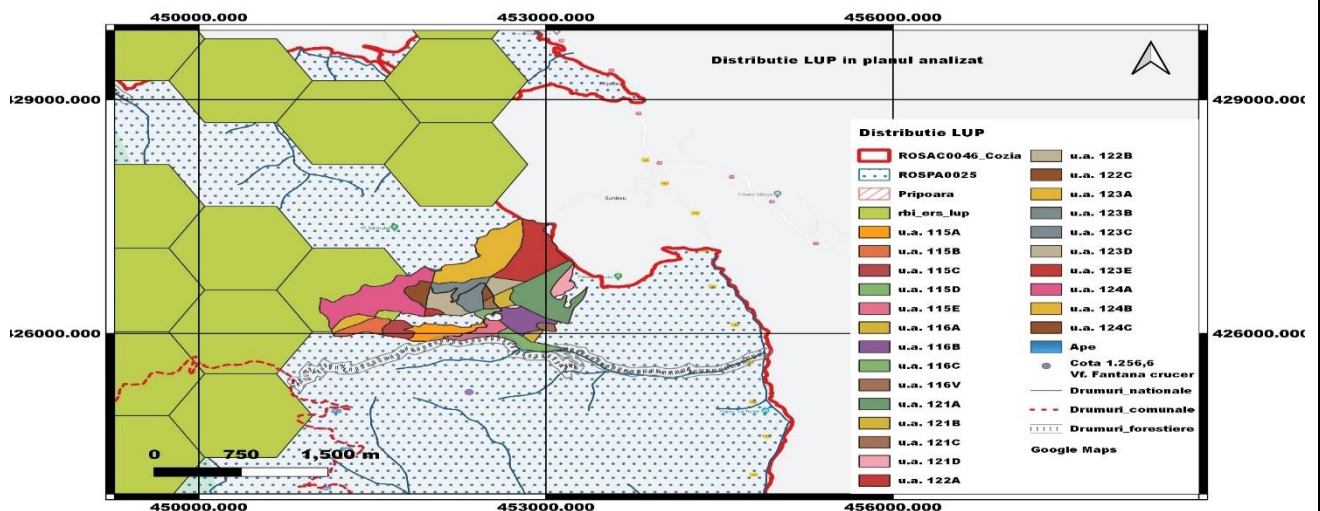 450000.000 453000.000 456000.000
Distributie LUP in planul analizat
429000.000
429000.00
Distributie LUP
ROSAC0046_Cozia
ROSPA0025
Pripoara
rbi_ers_lup
u.a. 115A
u.a. 115B
u.a. 115C
u.a. 115D
u.a. 115E
u.a. 116A
u.a. 116B
u.a. 116C
u.a. 116V
u.a. 121A
u.a. 121B
u.a. 121C
u.a. 121D
u.a. 122A
u.a. 122B
u.a. 122C
u.a. 123A
u.a. 123B
u.a. 123C
u.a. 123D
u.a. 123E
u.a. 124A
u.a. 124B
u.a. 124C
Ape
Cota 1.256,6
Vf. Fantana crucer
Drumuri_nationale
Drumuri_comunale
Drumuri_forestiere
Google Maps
426000.000
426000.00
0 750 1,500 m
450000.000 453000.000 456000.000